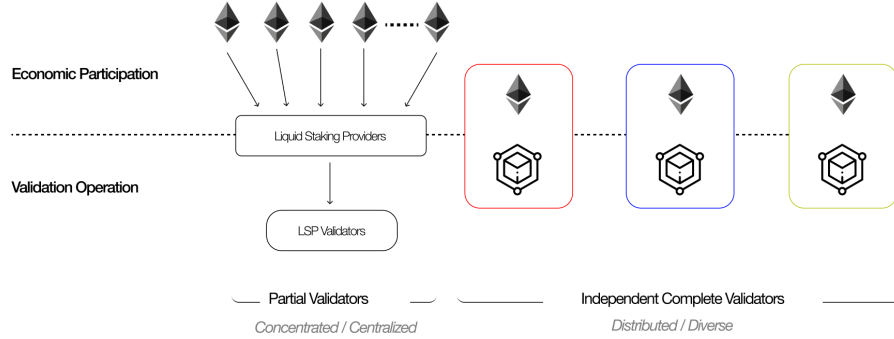 Economic Participation
Liquid Staking Providers
Validation Operation
LSP Validators
Partial Validators
Independent Complete Validators
Concentrated / Centralized
Distributed / Diverse